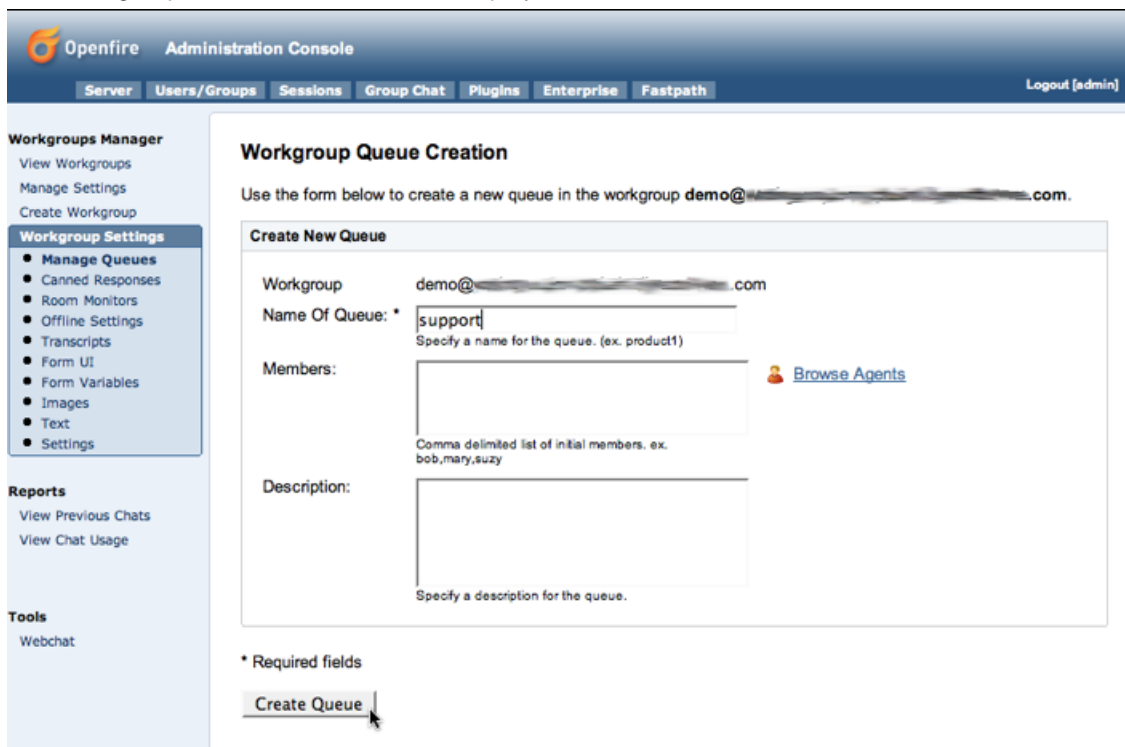 Openfire Administration Console
Server Users/Groups Sessions Group Chat Plugins Enterprise Fastpath
Logout [admin]
Workgroups Manager
View Workgroups
Manage Settings
Create Workgroup
Workgroup Settings
Manage Queues
Canned Responses
Room Monitors
Offline Settings
Transcripts
Form UI
Form Variables
Images
Text
Settings
Reports
View Previous Chats
View Chat Usage
Tools
Webchat
Workgroup Queue Creation
Use the form below to create a new queue in the workgroup demo@ .com.
Create New Queue
Workgroup demo@ .com
Name Of Queue: * support
Specify a name for the queue. (ex. product1)
Members:
Browse Agents
Comma delimited list of initial members. ex.
bob,mary,suzy
Description:
Specify a description for the queue.
* Required fields
Create Queue